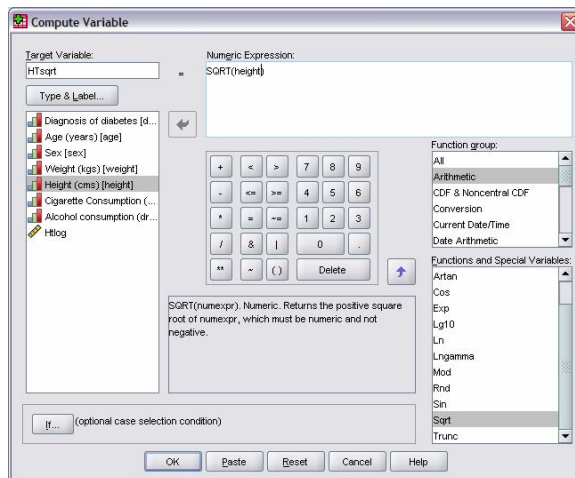 Compute Variable
Target Variable:
HTsqrt
=
Numeric Expression:
SQRT(height)
Type & Label...
Diagnosis of diabetes [d...
Age (years) [age]
Sex [sex]
Weight (kgs) [weight]
Height (cms) [height]
Cigarette Consumption (...
Alcohol consumption (dr...
Htlog
+ < > 7 8 9
- <= >= 4 5 6
* = ~= 1 2 3
/ & | 0 .
** ~ ( ) Delete
Function group:
All
Arithmetic
CDF & Noncentral CDF
Conversion
Current Date/Time
Date Arithmetic
Functions and Special Variables:
Artan
Cos
Exp
Lg10
Ln
Lngamma
Mod
Rnd
Sin
Sqrt
Trunc
SQRT(numexpr). Numeric. Returns the positive square
root of numexpr, which must be numeric and not
negative.
If... (optional case selection condition)
OK Paste Reset Cancel Help